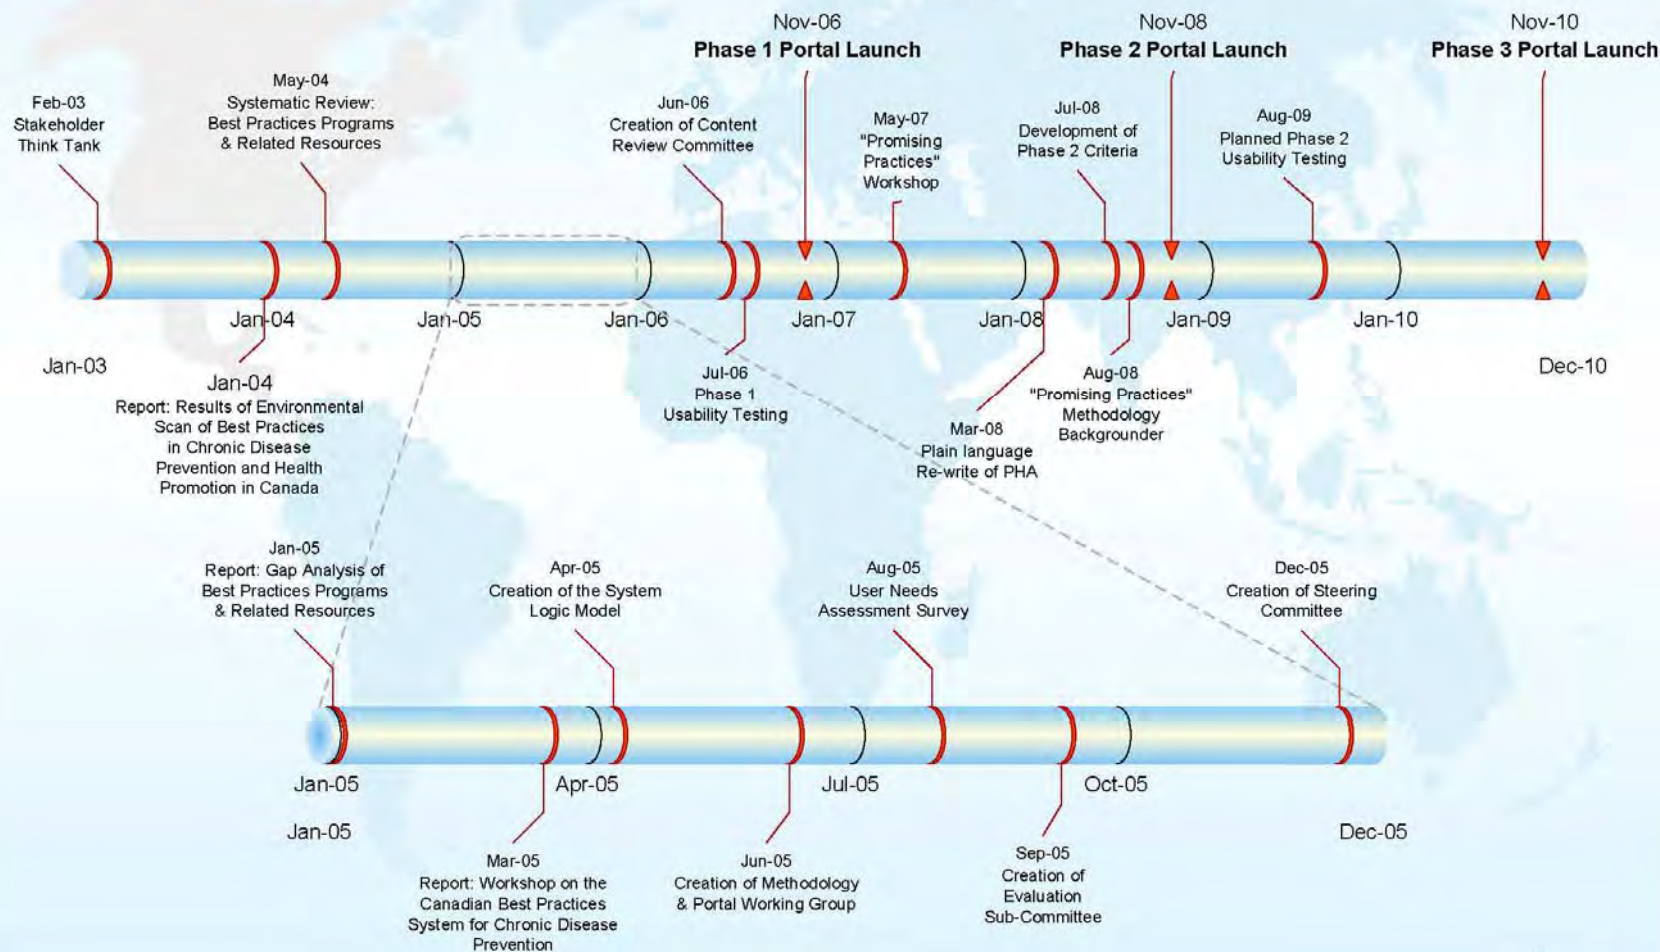 Nov-06
Phase 1 Portal Launch
Nov-08
Phase 2 Portal Launch
Nov-10
Phase 3 Portal Launch
Feb-03
Stakeholder
Think Tank
May-04
Systematic Review:
Best Practices Programs
& Related Resources
Jun-06
Creation of Content
Review Committee
May-07
"Promising
Practices"
Workshop
Jul-08
Development of
Phase 2 Criteria
Aug-09
Planned Phase 2
Usability Testing
Jan-04
Jan-05
Jan-06
Jan-07
Jan-08
Jan-09
Jan-10
Jan-03
Dec-10
Jan-04
Report: Results of Environmental
Scan of Best Practices
in Chronic Disease
Prevention and Health
Promotion in Canada
Jul-06
Phase 1
Usability Testing
Mar-08
Plain language
Re-write of PHA
Aug-08
"Promising Practices"
Methodology
Backgrounder
Jan-05
Report: Gap Analysis of
Best Practices Programs
& Related Resources
Apr-05
Creation of the System
Logic Model
Aug-05
User Needs
Assessment Survey
Dec-05
Creation of Steering
Committee
Jan-05
Apr-05
Jul-05
Oct-05
Jan-05
Dec-05
Mar-05
Report: Workshop on the
Canadian Best Practices
System for Chronic Disease
Prevention
Jun-05
Creation of Methodology
& Portal Working Group
Sep-05
Creation of
Evaluation
Sub-Committee